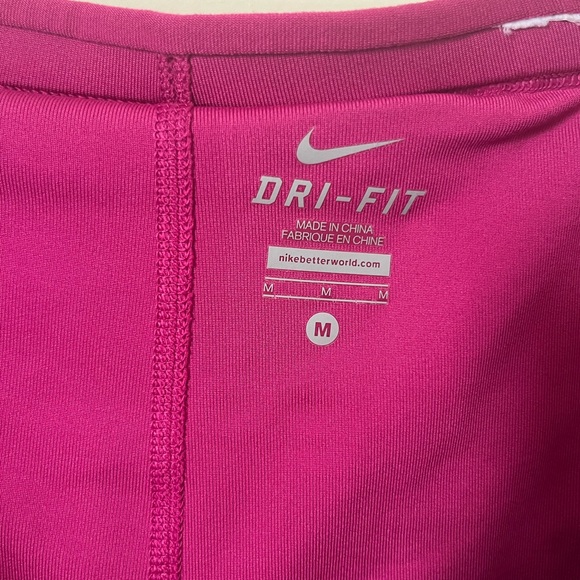 DRI-FIT
MADE IN CHINA
FABRIQUE EN CHINE
nikebetterworld.com
M M M
M